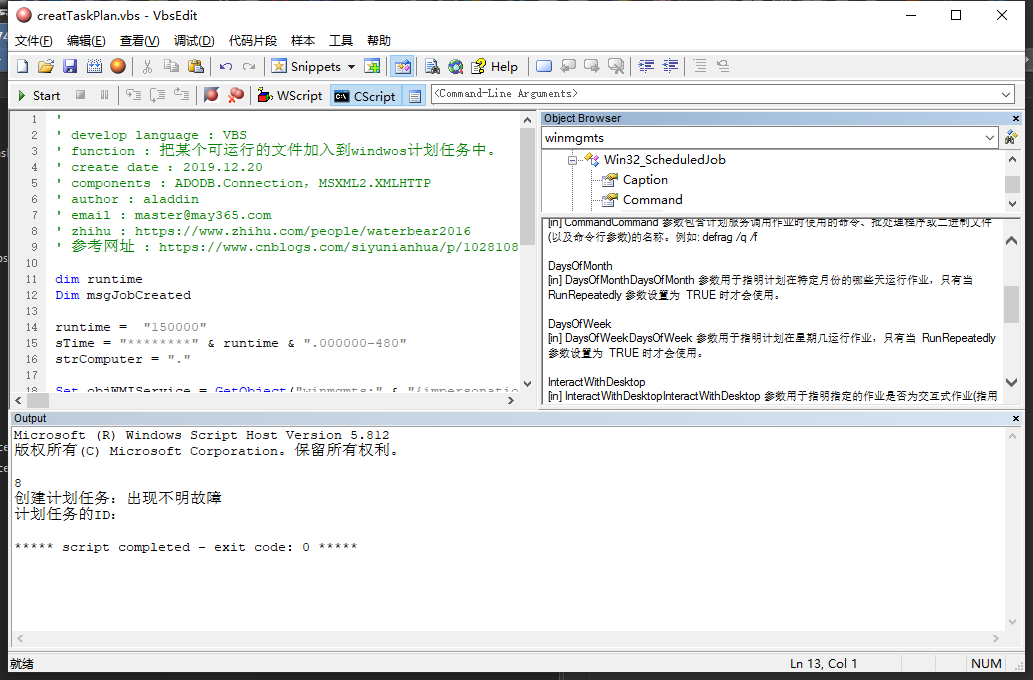 creatTaskPlan.vbs - VbsEdit
文件(F) 编辑(E) 查看(V) 调试(D) 代码片段 样本 工具 帮助
Snippets Help
Start WScript CScript <Command-Line Arguments>
1 '
2 ' develop language : VBS
3 ' function : 把某个可运行的文件加入到windwos计划任务中。
4 ' create date : 2019.12.20
5 ' components : ADODB.Connection，MSXML2.XMLHTTP
6 ' author : aladdin
7 ' email : master@may365.com
8 ' zhihu : https://www.zhihu.com/people/waterbear2016
9 ' 参考网址 : https://www.cnblogs.com/siyunianhua/p/1028108
10
11 dim runtime
12 Dim msgJobCreated
13
14 runtime =  "150000"
15 sTime = "********" & runtime & ".000000-480"
16 strComputer = "."
17
18 Set objWMIService = GetObject("winmgmts:" & "{impersonatio
Object Browser
winmgmts
Win32_ScheduledJob
Caption
Command
[in] CommandCommand 参数包含计划服务调用作业时使用的命令、批处理程序或二进制文件
(以及命令行参数)的名称。例如: defrag /q /f
DaysOfMonth
[in] DaysOfMonthDaysOfMonth 参数用于指明计划在特定月份的哪些天运行作业，只有当
RunRepeatedly 参数设置为 TRUE 时才会使用。
DaysOfWeek
[in] DaysOfWeekDaysOfWeek 参数用于指明计划在星期几运行作业，只有当 RunRepeatedly
参数设置为 TRUE 时才会使用。
InteractWithDesktop
[in] InteractWithDesktopInteractWithDesktop 参数用于指明指定的作业是否为交互式作业(指用
Output
Microsoft (R) Windows Script Host Version 5.812
版权所有(C) Microsoft Corporation。保留所有权利。
8
创建计划任务: 出现不明故障
计划任务的ID:
***** script completed - exit code: 0 *****
就绪 Ln 13, Col 1 NUM